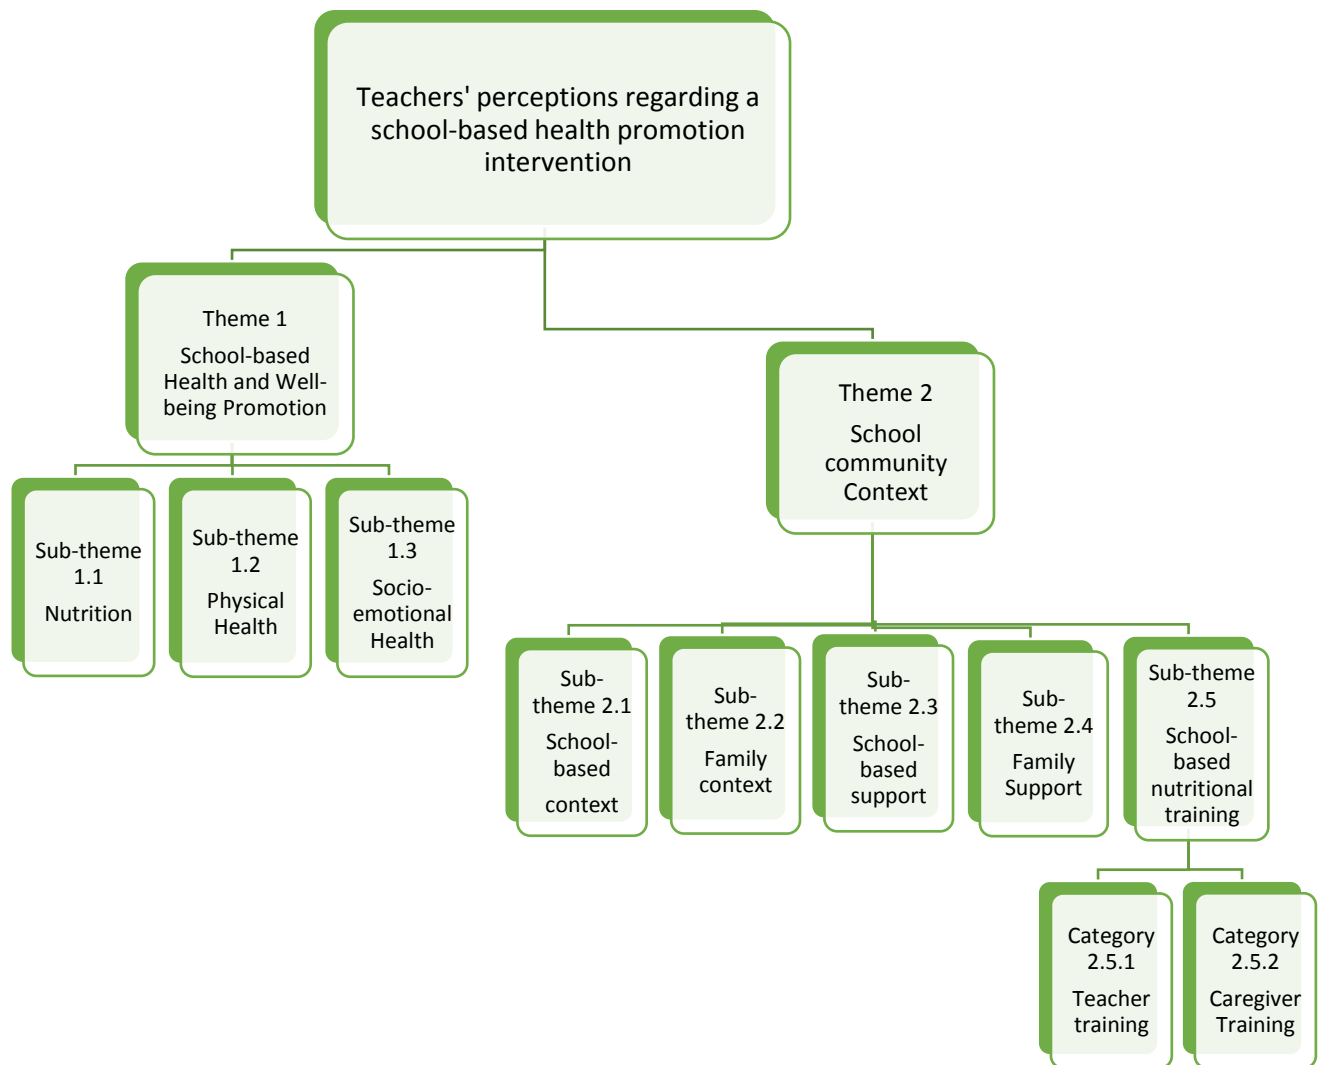 Teachers' perceptions regarding a
school-based health promotion
intervention
Theme 1
School-based
Health and Well-
being Promotion
Theme 2
School
community
Context
Sub-theme
1.1
Nutrition
Sub-theme
1.2
Physical
Health
Sub-theme
1.3
Socio-
emotional
Health
Sub-
theme 2.1
School-
based
context
Sub-
theme 2.2
Family
context
Sub-
theme 2.3
School-
based
support
Sub-
theme 2.4
Family
Support
Sub-theme
2.5
School-
based
nutritional
training
Category
2.5.1
Teacher
training
Category
2.5.2
Caregiver
Training